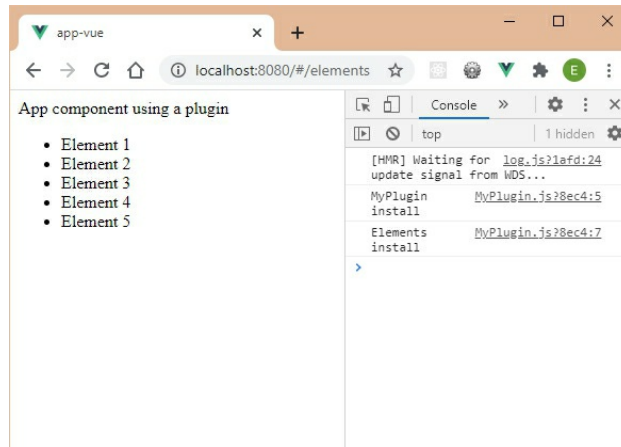 app-vue
localhost:8080/#/elements
E
App component using a plugin
Element 1
Element 2
Element 3
Element 4
Element 5
Console
top
1 hidden
[HMR] Waiting for log.js?1afd:24
update signal from WDS...
MyPlugin MyPlugin.js?8ec4:5
install
Elements MyPlugin.js?8ec4:7
install